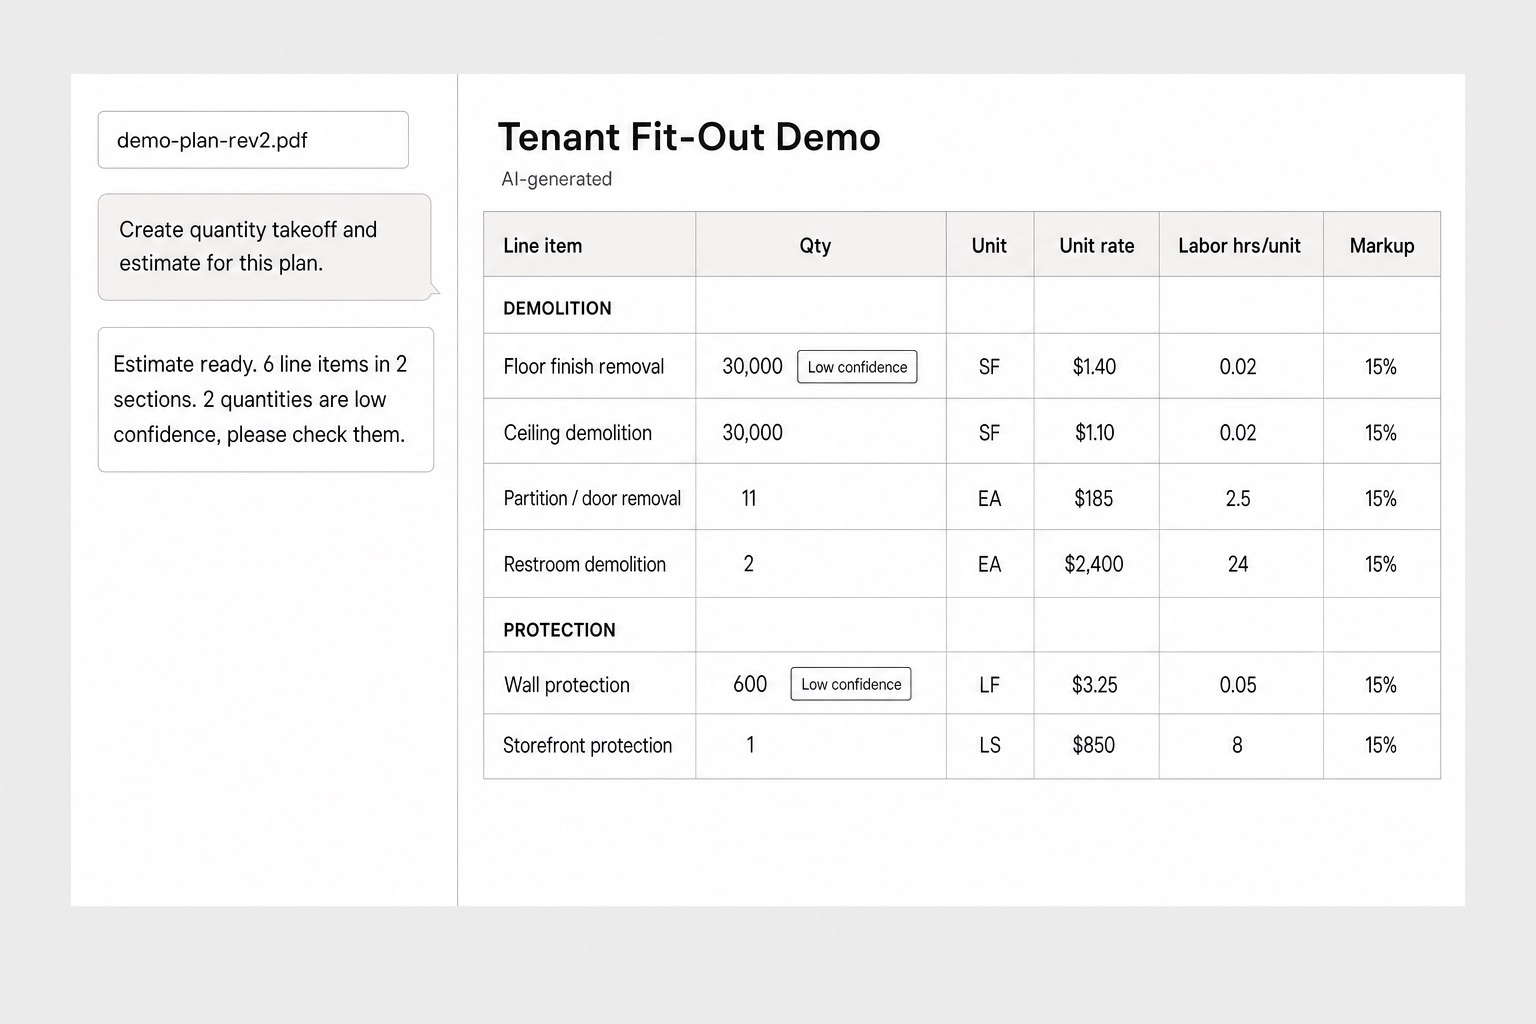 demo-plan-rev2.pdf
Create quantity takeoff and
estimate for this plan.
Estimate ready. 6 line items in 2
sections. 2 quantities are low
confidence, please check them.
Tenant Fit-Out Demo
AI-generated
Line item Qty Unit Unit rate Labor hrs/unit Markup
DEMOLITION
Floor finish removal 30,000 Low confidence SF $1.40 0.02 15%
Ceiling demolition 30,000 SF $1.10 0.02 15%
Partition / door removal 11 EA $185 2.5 15%
Restroom demolition 2 EA $2,400 24 15%
PROTECTION
Wall protection 600 Low confidence LF $3.25 0.05 15%
Storefront protection 1 LS $850 8 15%